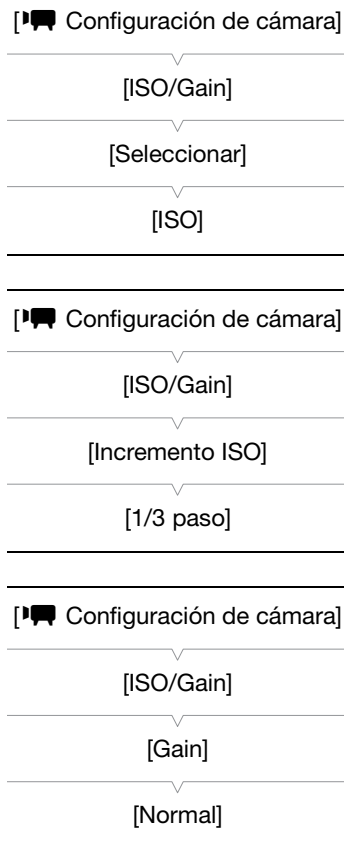 [ Configuración de cámara]
[ISO/Gain]
[Seleccionar]
[ISO]
[ Configuración de cámara]
[ISO/Gain]
[Incremento ISO]
[1/3 paso]
[ Configuración de cámara]
[ISO/Gain]
[Gain]
[Normal]